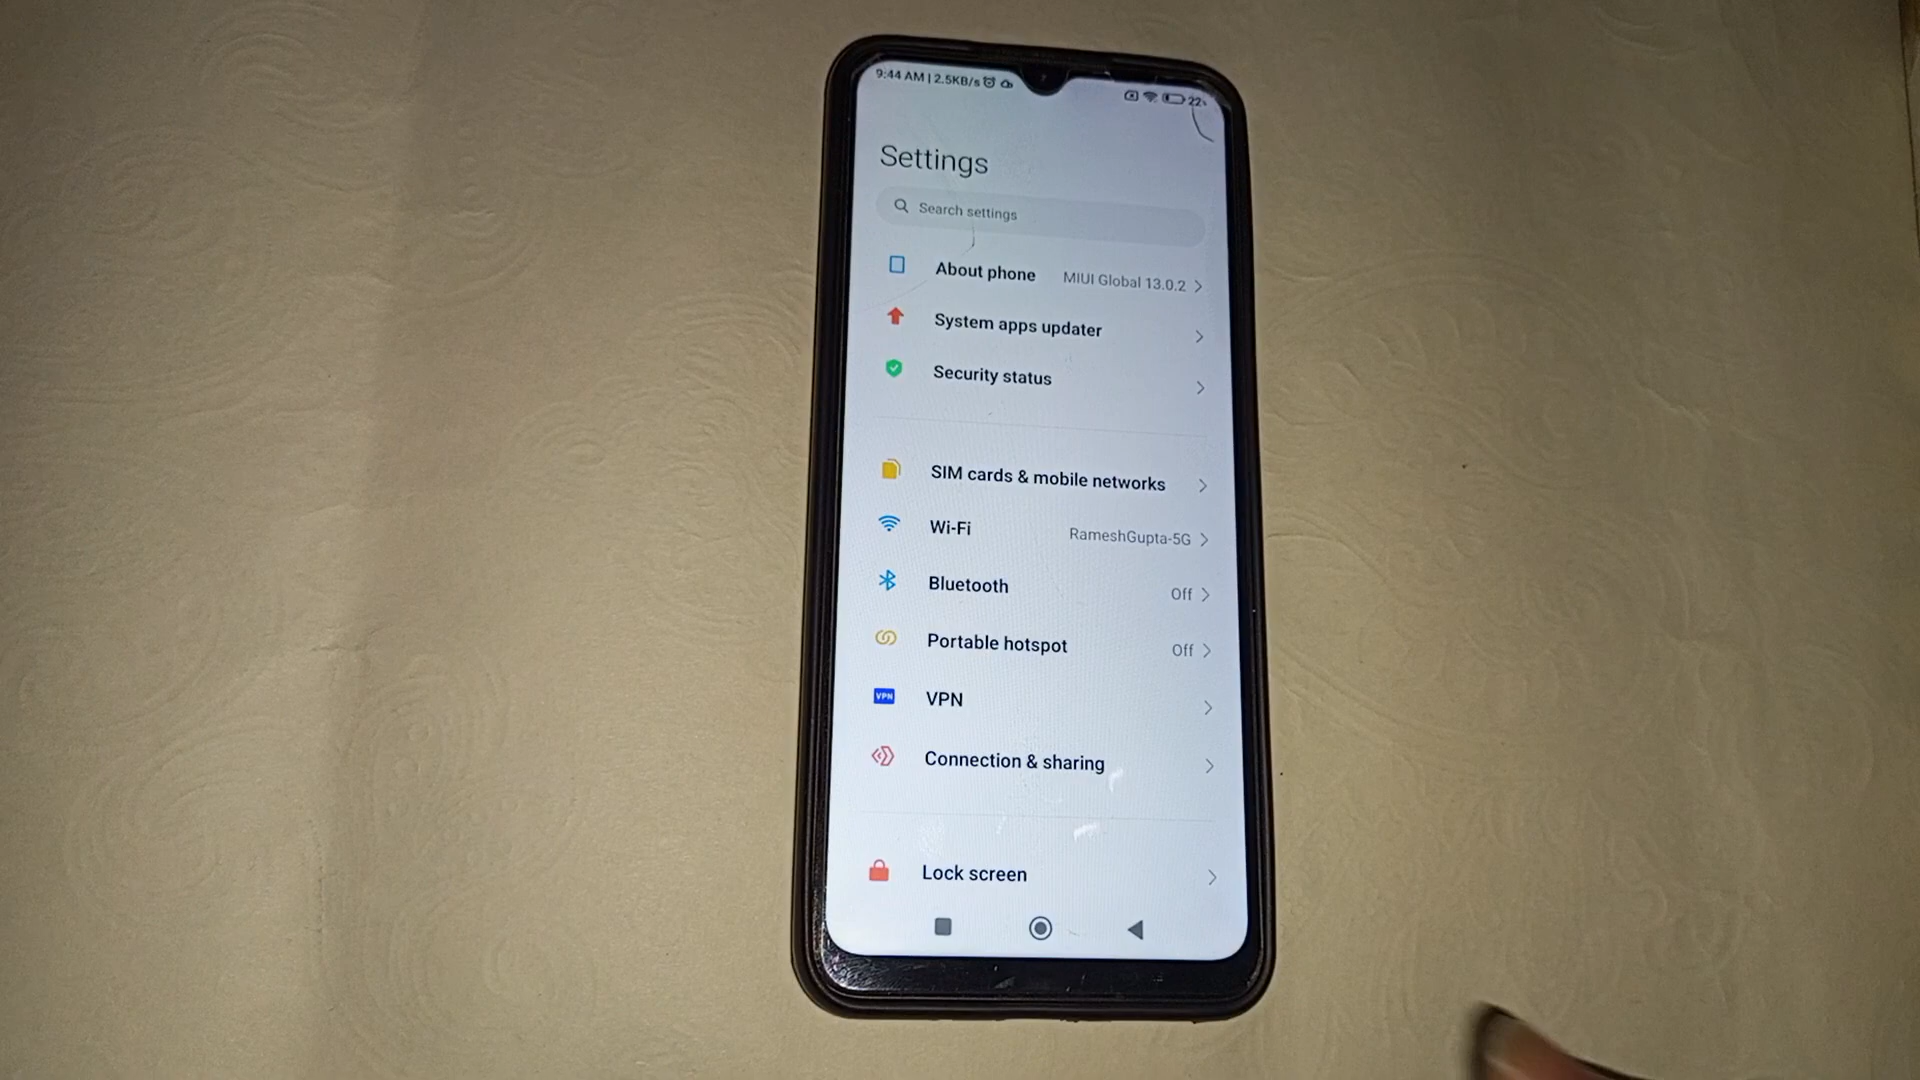 9:44 AM | 2.5KB/s
22%
Settings
Search settings
About phone MIUI Global 13.0.2
System apps updater
Security status
SIM cards & mobile networks
Wi-Fi RameshGupta-5G
Bluetooth Off
Portable hotspot Off
VPN VPN
Connection & sharing
Lock screen